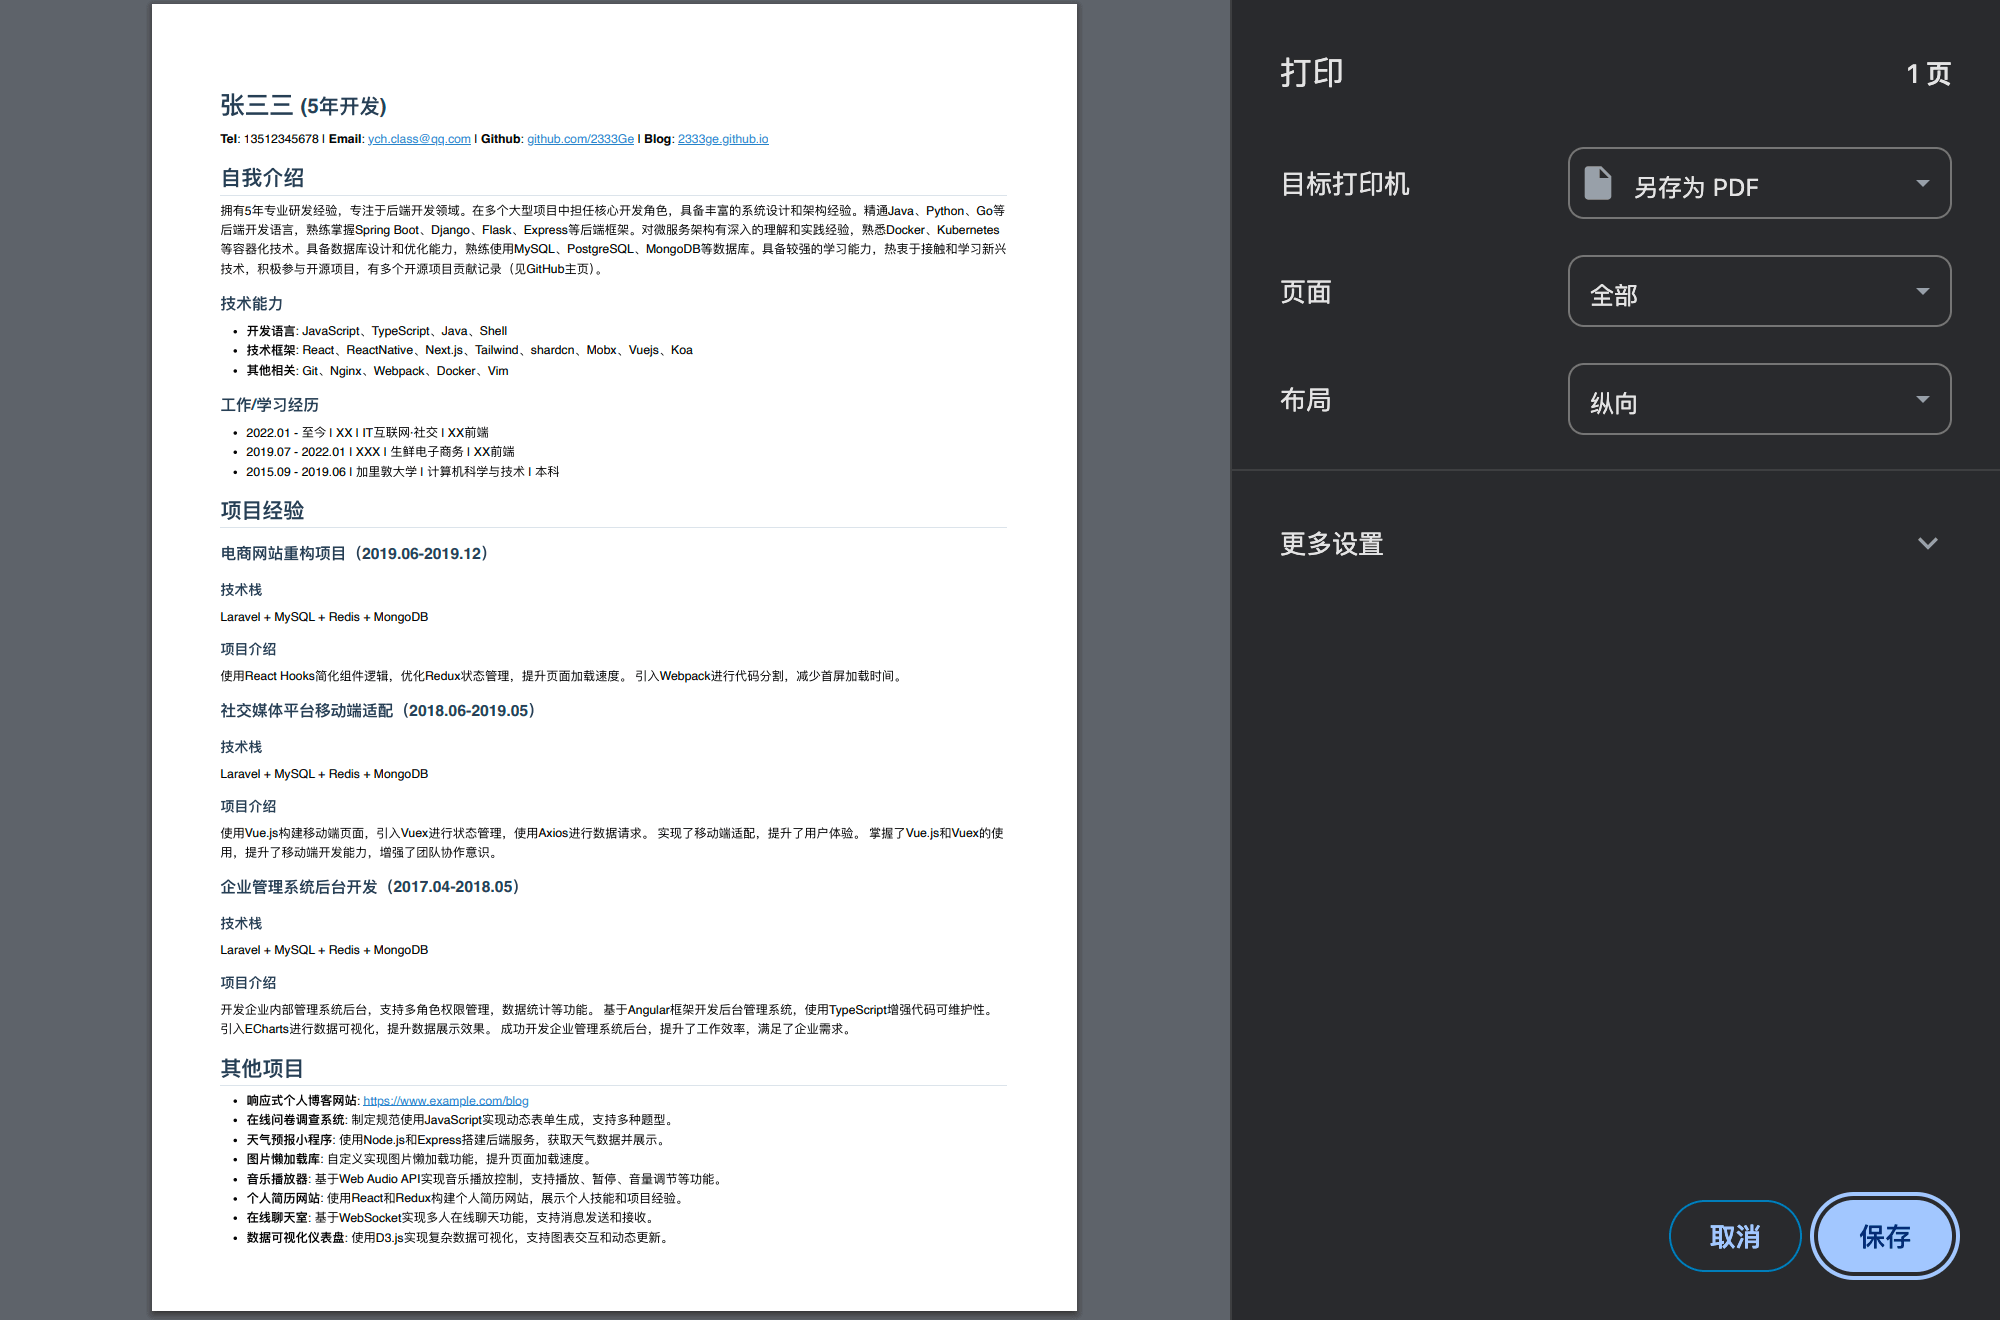 张三三 (5年开发)
Tel: 13512345678 | Email: ych.class@qq.com | Github: github.com/2333Ge | Blog: 2333ge.github.io
自我介绍
拥有5年专业研发经验，专注于后端开发领域。在多个大型项目中担任核心开发角色，具备丰富的系统设计和架构经验。精通Java、Python、Go等
后端开发语言，熟练掌握Spring Boot、Django、Flask、Express等后端框架。对微服务架构有深入的理解和实践经验，熟悉Docker、Kubernetes
等容器化技术。具备数据库设计和优化能力，熟练使用MySQL、PostgreSQL、MongoDB等数据库。具备较强的学习能力，热衷于接触和学习新兴
技术，积极参与开源项目，有多个开源项目贡献记录（见GitHub主页）。
技术能力
• 开发语言: JavaScript、TypeScript、Java、Shell
• 技术框架: React、ReactNative、Next.js、Tailwind、shardcn、Mobx、Vuejs、Koa
• 其他相关: Git、Nginx、Webpack、Docker、Vim
工作/学习经历
• 2022.01 - 至今 | XX | IT互联网·社交 | XX前端
• 2019.07 - 2022.01 | XXX | 生鲜电子商务 | XX前端
• 2015.09 - 2019.06 | 加里敦大学 | 计算机科学与技术 | 本科
项目经验
电商网站重构项目（2019.06-2019.12）
技术栈
Laravel + MySQL + Redis + MongoDB
项目介绍
使用React Hooks简化组件逻辑，优化Redux状态管理，提升页面加载速度。 引入Webpack进行代码分割，减少首屏加载时间。
社交媒体平台移动端适配（2018.06-2019.05）
技术栈
Laravel + MySQL + Redis + MongoDB
项目介绍
使用Vue.js构建移动端页面，引入Vuex进行状态管理，使用Axios进行数据请求。 实现了移动端适配，提升了用户体验。 掌握了Vue.js和Vuex的使
用，提升了移动端开发能力，增强了团队协作意识。
企业管理系统后台开发（2017.04-2018.05）
技术栈
Laravel + MySQL + Redis + MongoDB
项目介绍
开发企业内部管理系统后台，支持多角色权限管理，数据统计等功能。 基于Angular框架开发后台管理系统，使用TypeScript增强代码可维护性。
引入ECharts进行数据可视化，提升数据展示效果。 成功开发企业管理系统后台，提升了工作效率，满足了企业需求。
其他项目
• 响应式个人博客网站: https://www.example.com/blog
• 在线问卷调查系统: 制定规范使用JavaScript实现动态表单生成，支持多种题型。
• 天气预报小程序: 使用Node.js和Express搭建后端服务，获取天气数据并展示。
• 图片懒加载库: 自定义实现图片懒加载功能，提升页面加载速度。
• 音乐播放器: 基于Web Audio API实现音乐播放控制，支持播放、暂停、音量调节等功能。
• 个人简历网站: 使用React和Redux构建个人简历网站，展示个人技能和项目经验。
• 在线聊天室: 基于WebSocket实现多人在线聊天功能，支持消息发送和接收。
• 数据可视化仪表盘: 使用D3.js实现复杂数据可视化，支持图表交互和动态更新。
打印
1 页
目标打印机
另存为 PDF
页面
全部
布局
纵向
更多设置
取消
保存